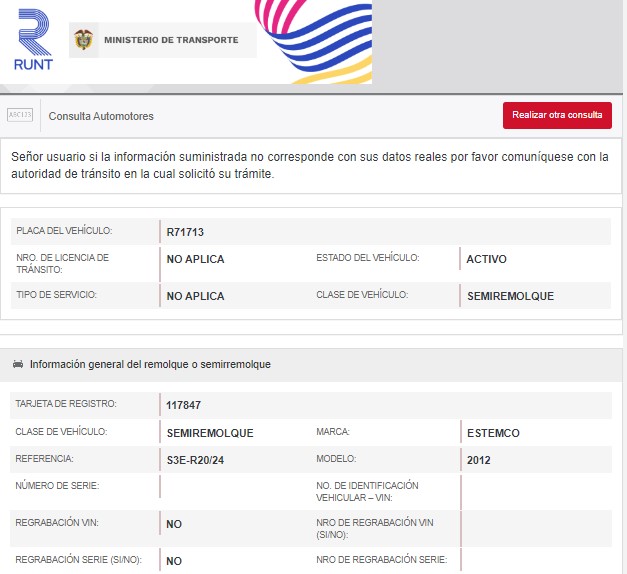 RUNT
MINISTERIO DE TRANSPORTE
ABC123
Consulta Automotores
Realizar otra consulta
Señor usuario si la información suministrada no corresponde con sus datos reales por favor comuníquese con la
autoridad de tránsito en la cual solicitó su trámite.
PLACA DEL VEHÍCULO: R71713
NRO. DE LICENCIA DE
TRÁNSITO: NO APLICA ESTADO DEL VEHÍCULO: ACTIVO
TIPO DE SERVICIO: NO APLICA CLASE DE VEHÍCULO: SEMIREMOLQUE
Información general del remolque o semirremolque
TARJETA DE REGISTRO: 117847
CLASE DE VEHÍCULO: SEMIREMOLQUE MARCA: ESTEMCO
REFERENCIA: S3E-R20/24 MODELO: 2012
NÚMERO DE SERIE: NO. DE IDENTIFICACIÓN
VEHICULAR – VIN:
REGRABACIÓN VIN: NO NRO DE REGRABACIÓN VIN
(SI/NO):
REGRABACIÓN SERIE (SI/NO): NO NRO DE REGRABACIÓN SERIE: